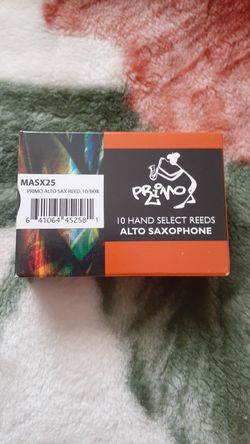 MASX25
PRIMO ALTO SAX REED, 10/BOX
6 41064 45258 1
PRIMO
10 HAND SELECT REEDS
ALTO SAXOPHONE